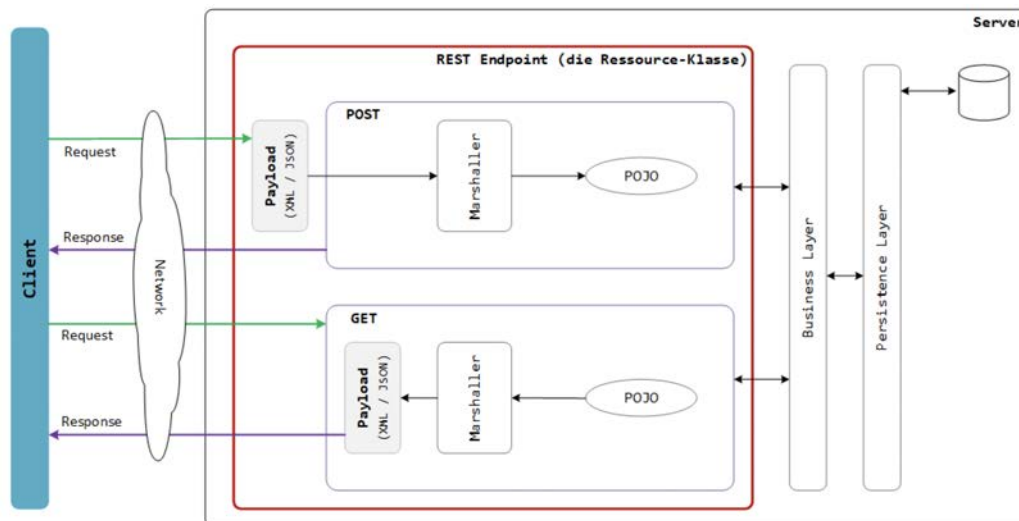 Server
REST Endpoint (die Ressource-Klasse)
POST
Request
Payload
(XML / JSON)
Marshaller
POJO
Response
Client
Network
Business Layer
Persistence Layer
GET
Request
Payload
(XML / JSON)
Marshaller
POJO
Response